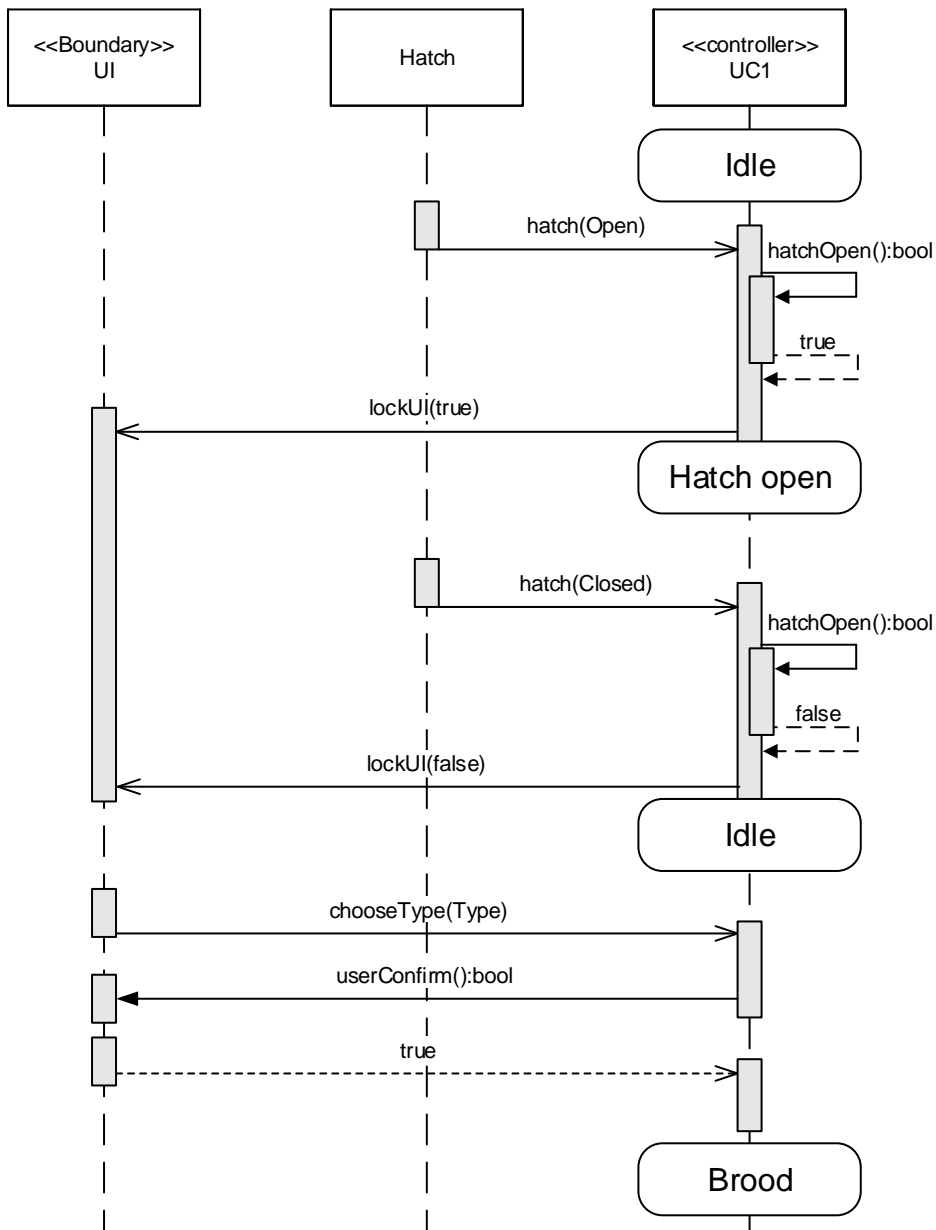 <<Boundary>>
UI
Hatch
<<controller>>
UC1
Idle
hatch(Open)
hatchOpen():bool
true
lockUI(true)
Hatch open
hatch(Closed)
hatchOpen():bool
false
lockUI(false)
Idle
chooseType(Type)
userConfirm():bool
true
Brood